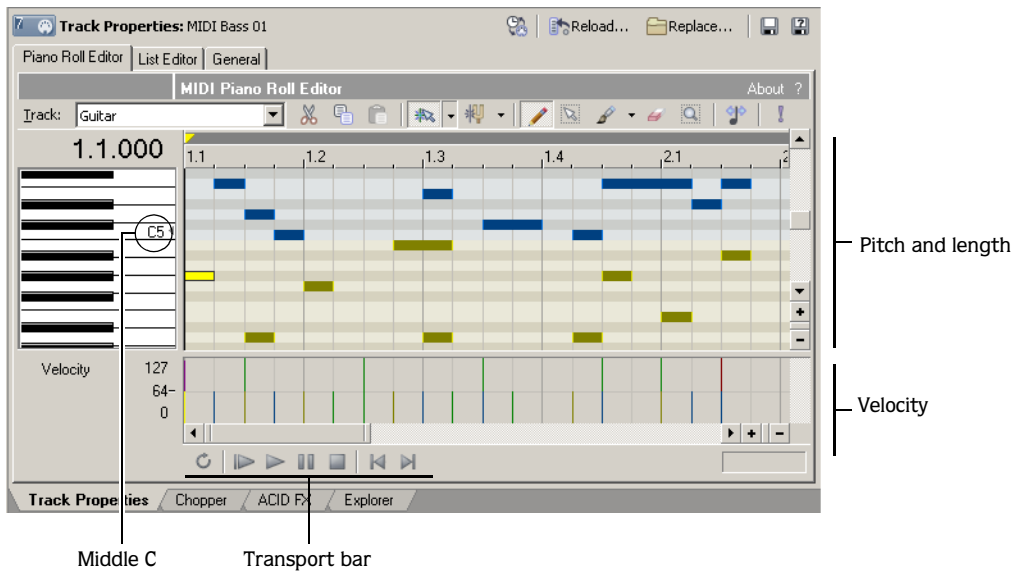 7 Track Properties: MIDI Bass 01 Reload... Replace...
Piano Roll Editor List Editor General
MIDI Piano Roll Editor About ?
Track: Guitar
1.1.000
1.1 1.2 1.3 1.4 2.1 2
C5
Pitch and length
Velocity 127
64
0
Velocity
Track Properties Chopper ACID FX Explorer
Middle C Transport bar